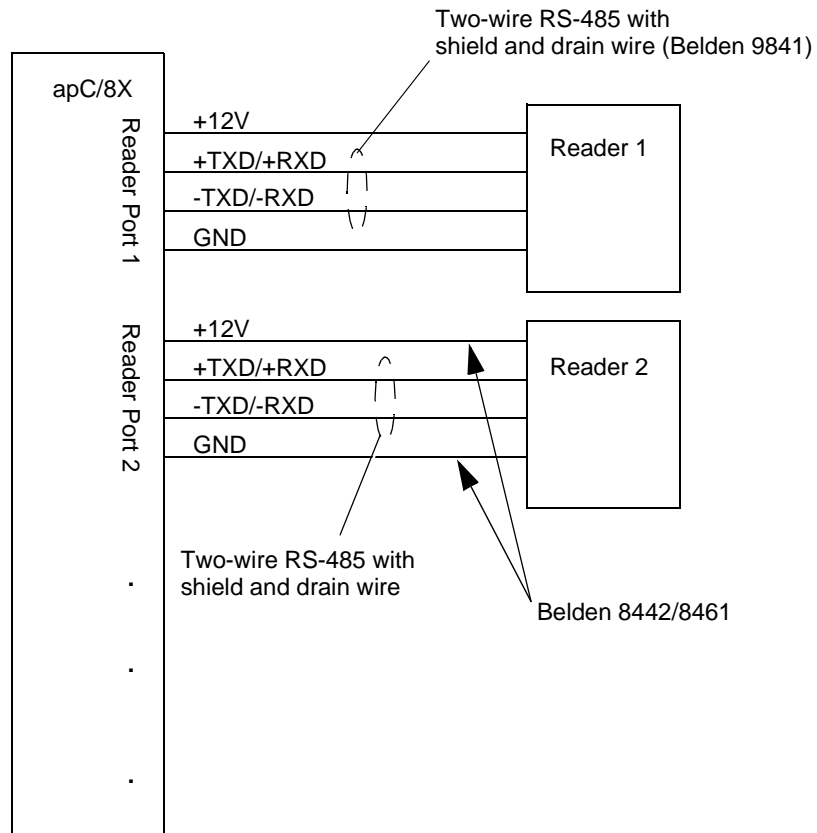 Two-wire RS-485 with
shield and drain wire (Belden 9841)
apC/8X
Reader Port 1
+12V
+TXD/+RXD
-TXD/-RXD
GND
Reader 1
Reader Port 2
+12V
+TXD/+RXD
-TXD/-RXD
GND
Reader 2
Two-wire RS-485 with
shield and drain wire
Belden 8442/8461
.
.
.